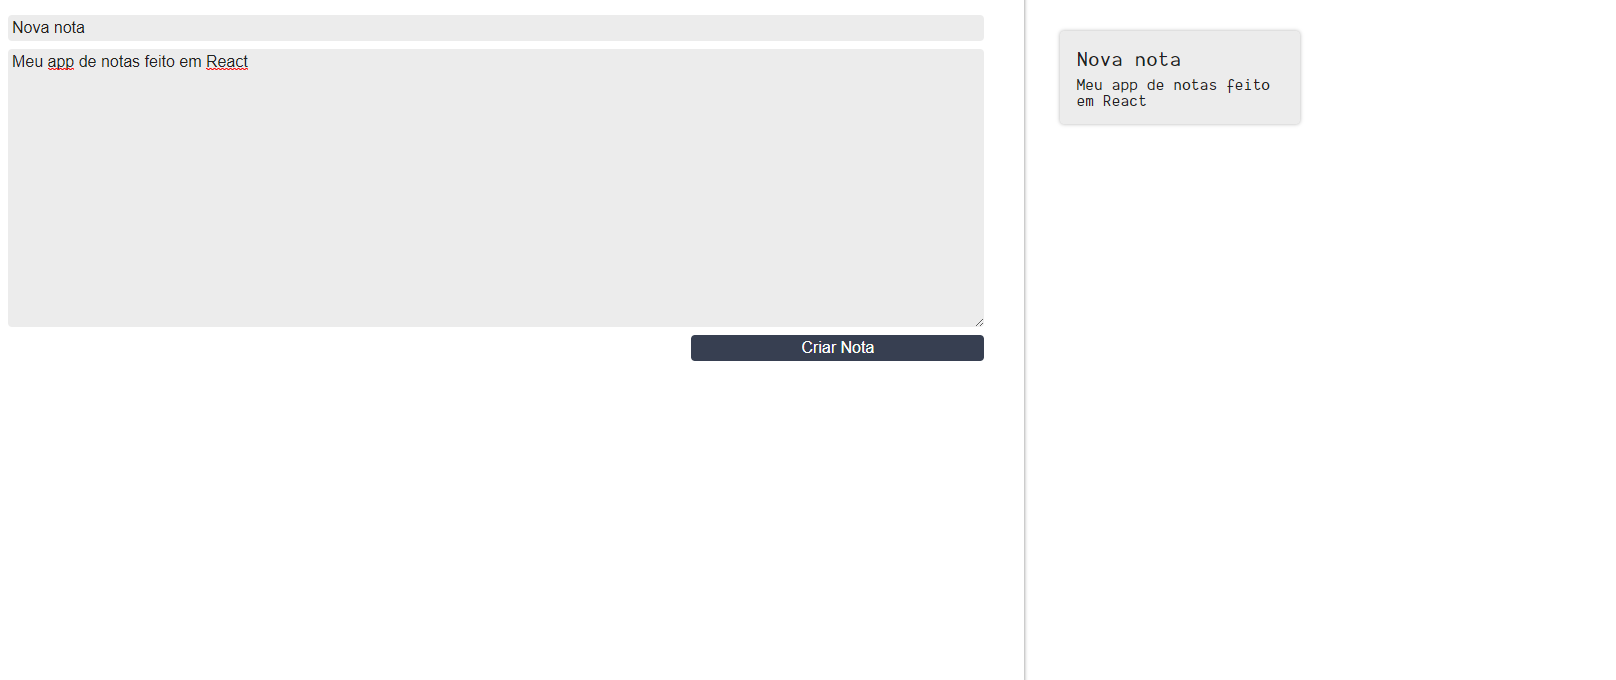 Nova nota
Meu app de notas feito em React
Criar Nota
Nova nota
Meu app de notas feito
em React